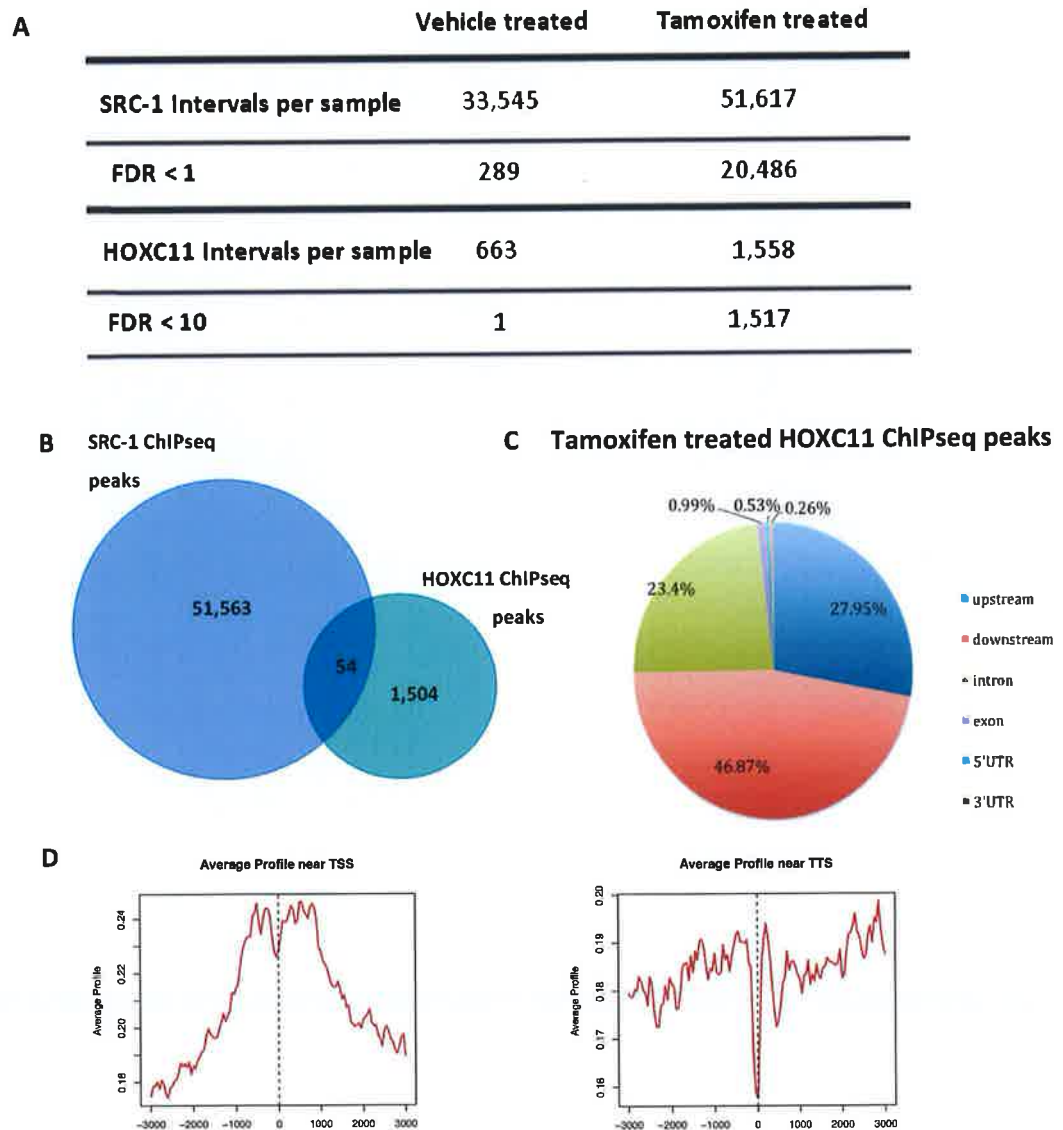 A
Vehicle treated Tamoxifen treated
SRC-1 Intervals per sample 33,545 51,617
FDR < 1 289 20,486
HOXC11 Intervals per sample 663 1,558
FDR < 10 1 1,517
B
SRC-1 ChIPseq
peaks
51,563
54
HOXC11 ChIPseq
peaks
1,504
C Tamoxifen treated HOXC11 ChIPseq peaks
0.99% 0.53% 0.26%
23.4%
27.95%
46.87%
upstream
downstream
intron
exon
5'UTR
3'UTR
D
Average Profile near TSS
Average Profile
0.24
0.22
0.20
0.18
-3000 -2000 -1000 0 1000 2000 3000
Average Profile near TTS
Average Profile
0.20
0.19
0.18
0.17
0.16
-3000 -2000 -1000 0 1000 2000 3000